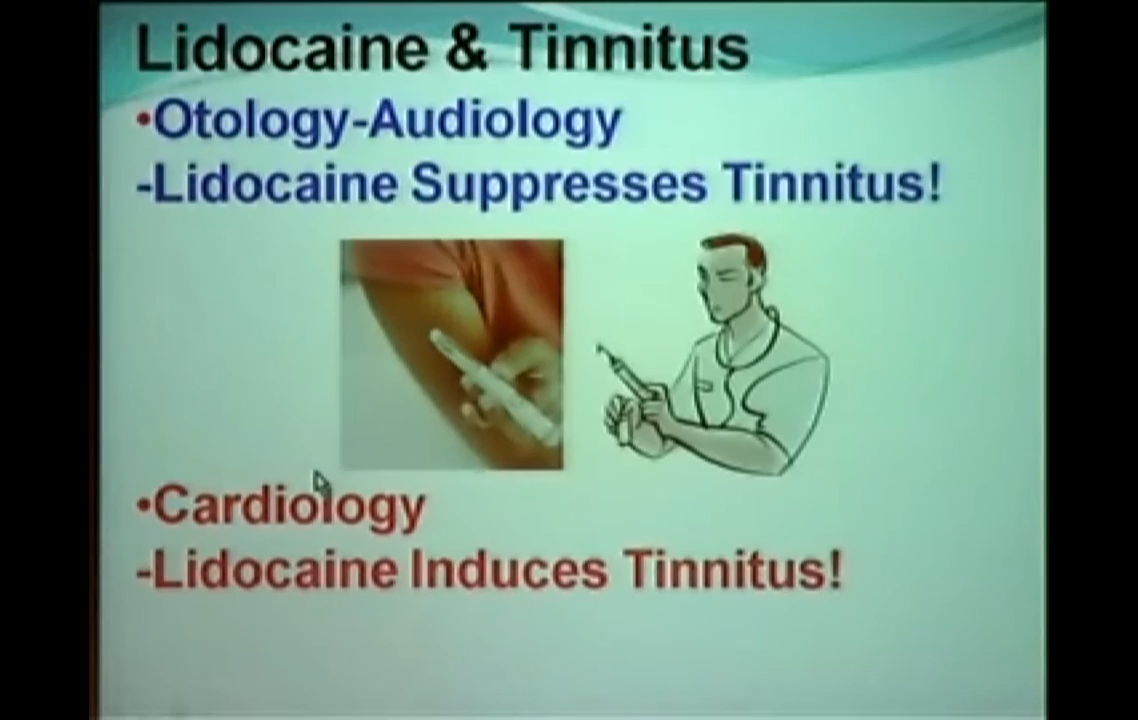 Lidocaine & Tinnitus
•Otology-Audiology
-Lidocaine Suppresses Tinnitus!
•Cardiology
-Lidocaine Induces Tinnitus!